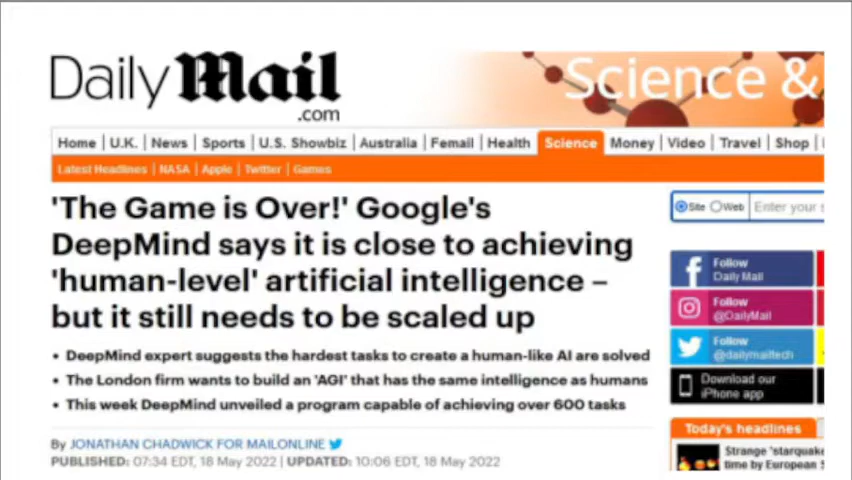 Daily Mail
.com
Science &
Home | U.K. | News | Sports | U.S. Showbiz | Australia | Femail | Health | Science | Money | Video | Travel | Shop |
Latest Headlines | NASA | Apple | Twitter | Games
'The Game is Over!' Google's
DeepMind says it is close to achieving
'human-level' artificial intelligence –
but it still needs to be scaled up
• DeepMind expert suggests the hardest tasks to create a human-like AI are solved
• The London firm wants to build an 'AGI' that has the same intelligence as humans
• This week DeepMind unveiled a program capable of achieving over 600 tasks
By JONATHAN CHADWICK FOR MAILONLINE
PUBLISHED: 07:34 EDT, 18 May 2022 | UPDATED: 10:06 EDT, 18 May 2022
Site Web Enter your
Follow
Daily Mail
Follow
@DailyMail
Follow
@dailymailtech
Download our
iPhone app
Today's headlines
Strange 'starquake
time by European